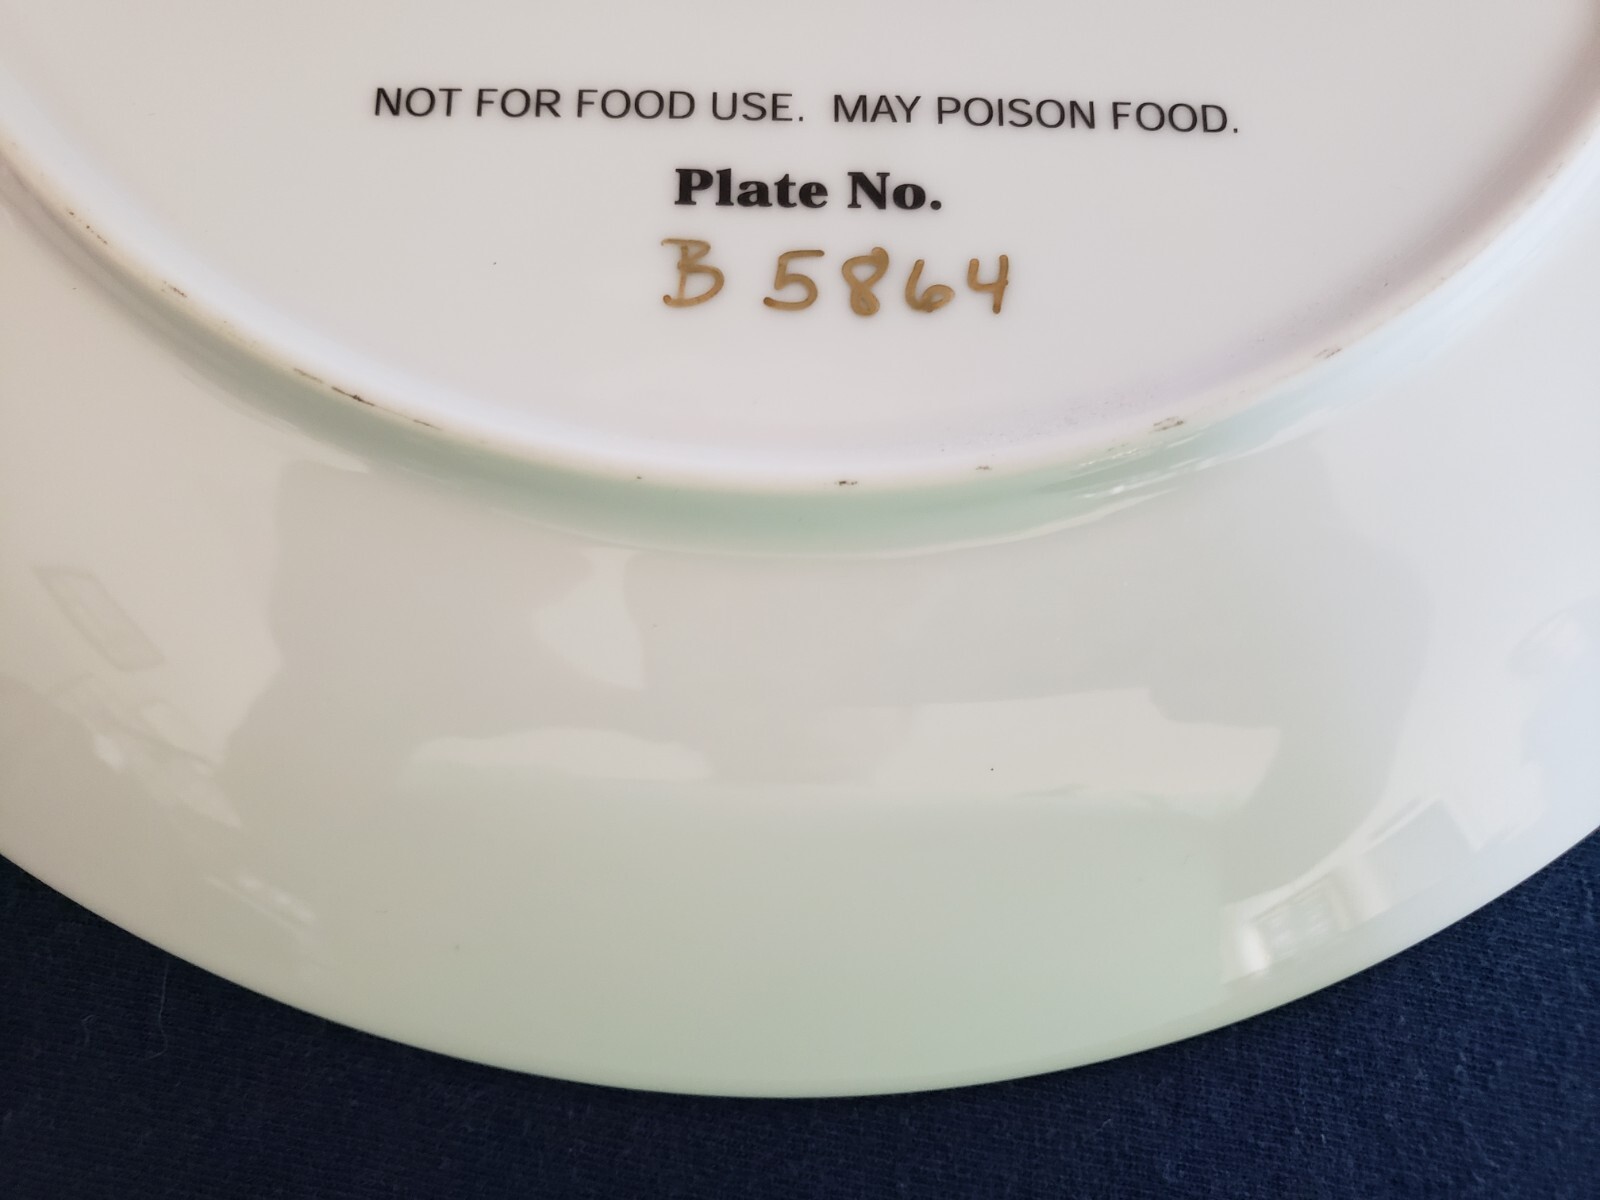 NOT FOR FOOD USE. MAY POISON FOOD.
Plate No.
B 5864